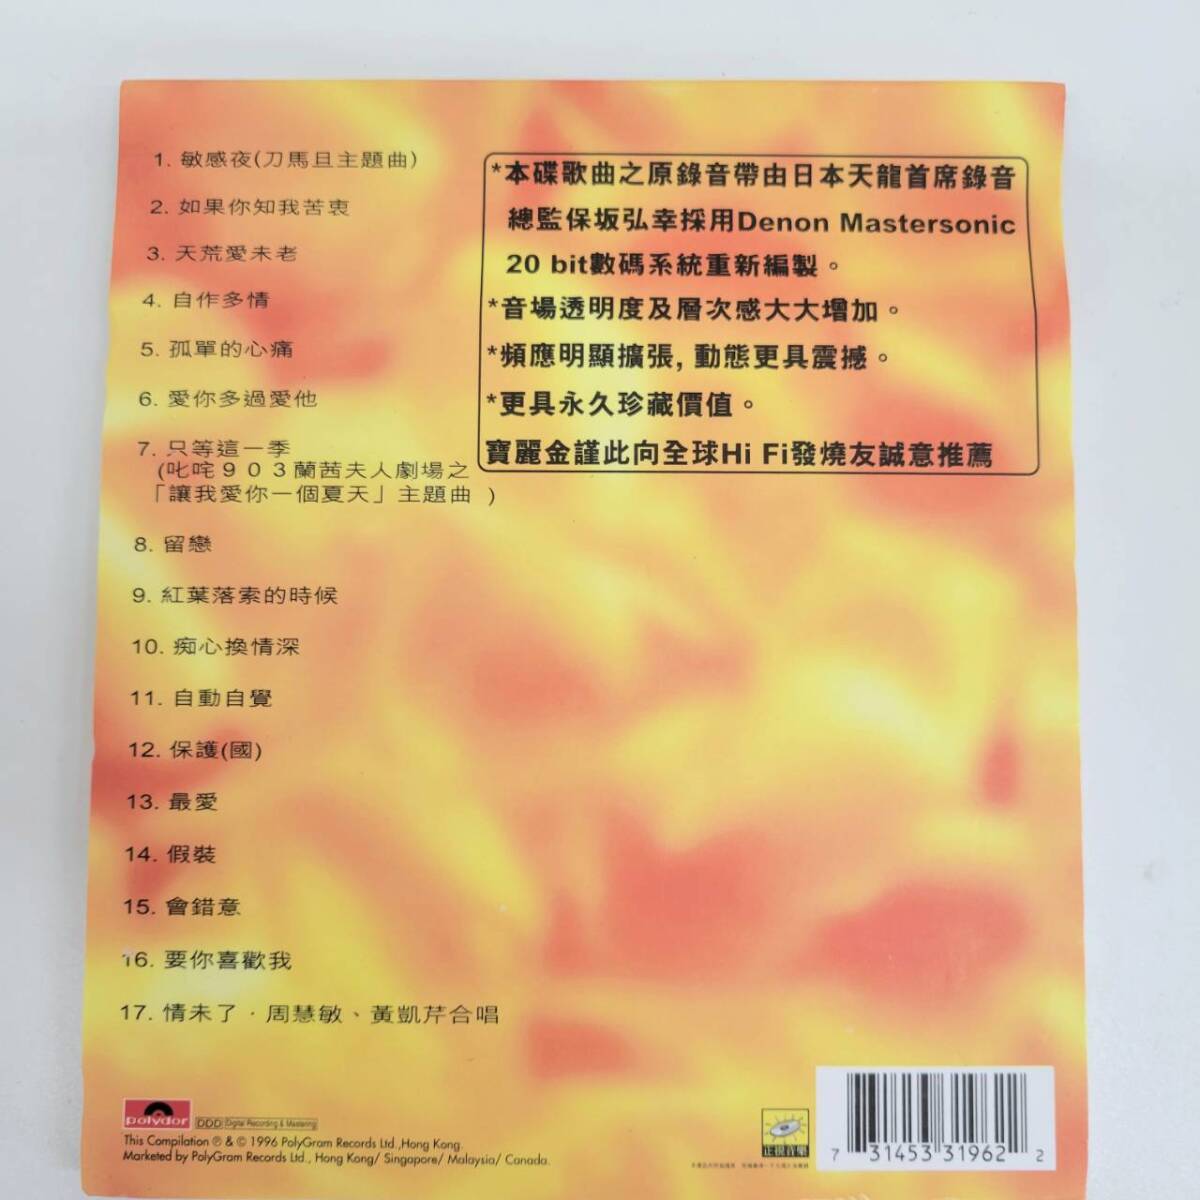 1. 敏感夜(刀馬旦主題曲)
2. 如果你知我苦衷
3. 天荒愛未老
4. 自作多情
5. 孤單的心痛
6. 愛你多過愛他
7. 只等這一季
(叱咤903蘭茜夫人劇場之
「讓我愛你一個夏天」主題曲 )
8. 留戀
9. 紅葉落索的時候
10. 痴心換情深
11. 自動自覺
12. 保護(國)
13. 最愛
14. 假裝
15. 會錯意
16. 要你喜歡我
17. 情未了．周慧敏、黃凱芹合唱
*本碟歌曲之原錄音帶由日本天龍首席錄音
總監保坂弘幸採用Denon Mastersonic
20 bit數碼系統重新編製。
*音場透明度及層次感大大增加。
*頻應明顯擴張, 動態更具震撼。
*更具永久珍藏價值。
寶麗金謹此向全球Hi Fi發燒友誠意推薦
polydor
DDD Digital Recording & Mastering
This Compilation ℗ & © 1996 PolyGram Records Ltd.,Hong Kong.
Marketed by PolyGram Records Ltd., Hong Kong/ Singapore/ Malaysia/ Canada.
正視音樂
7 31453 31962 2